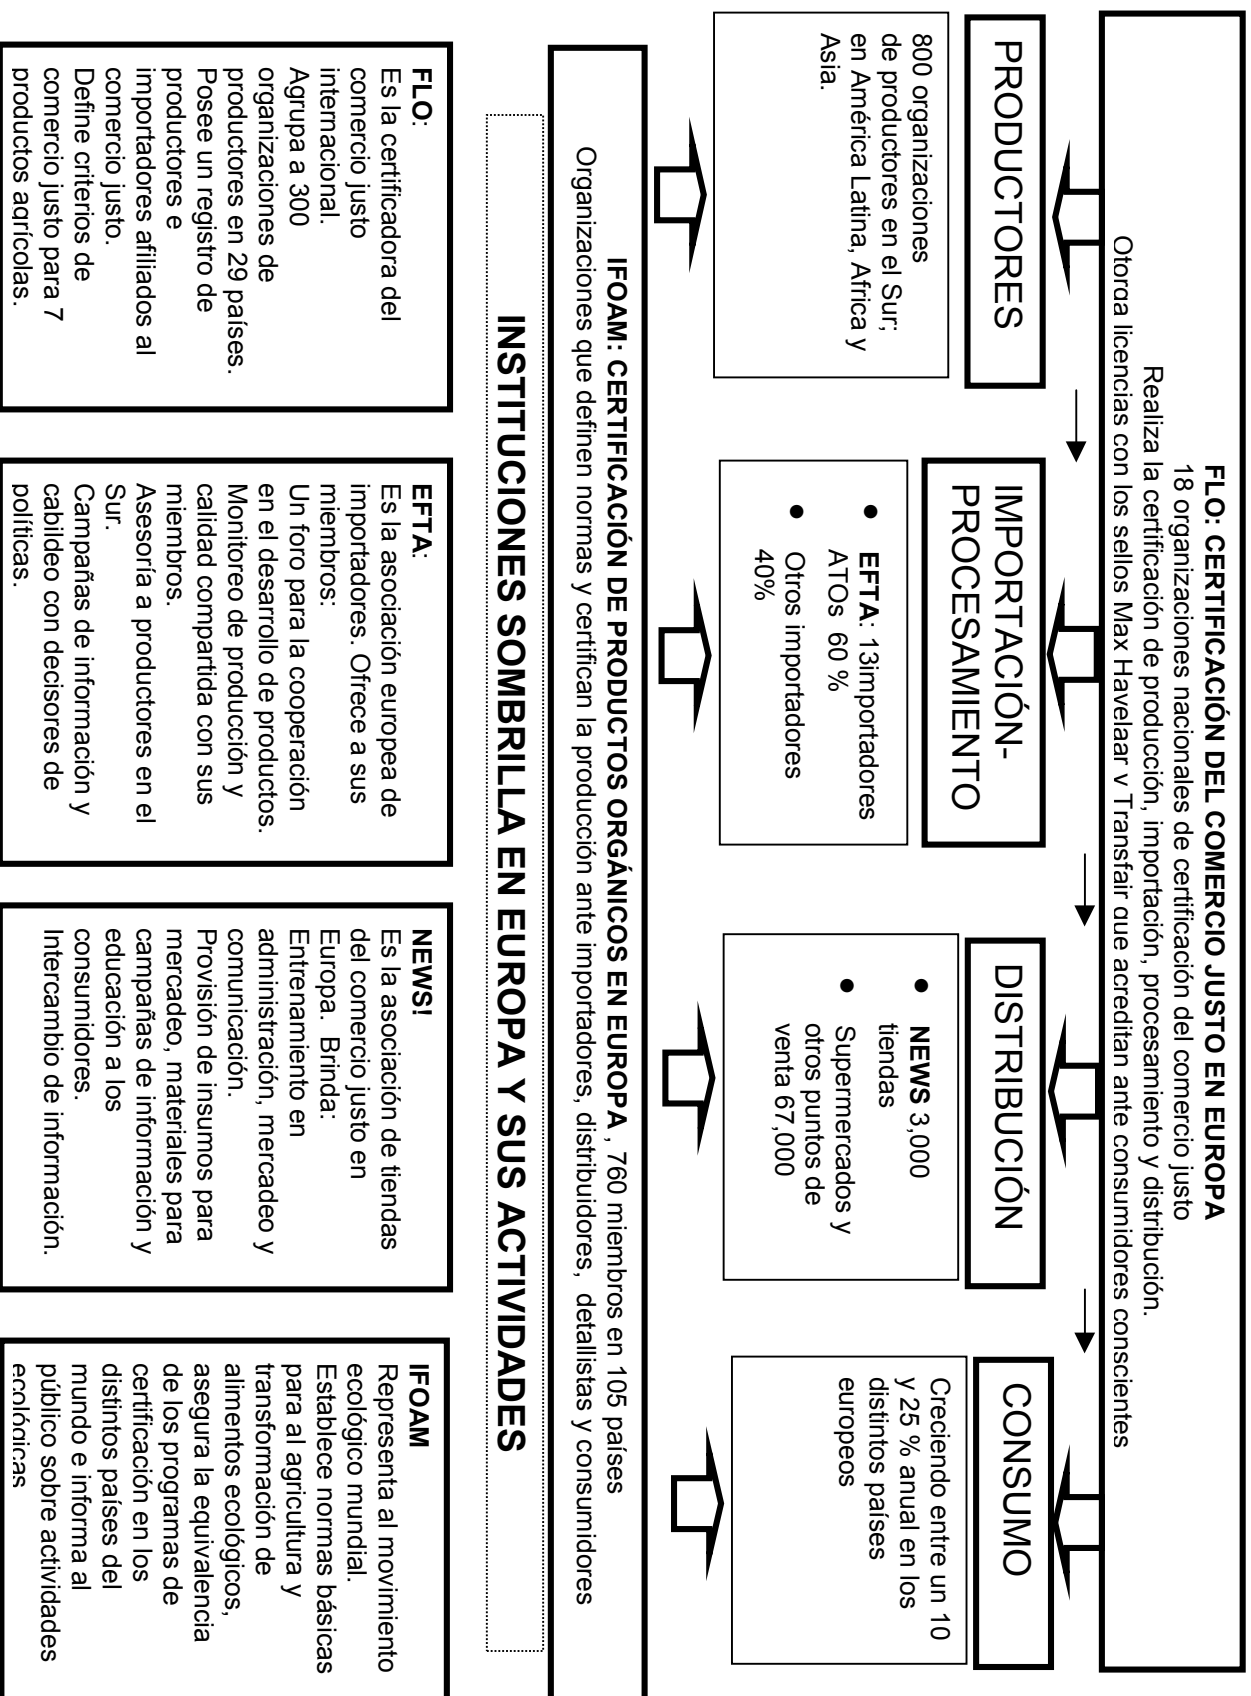 FLO: CERTIFICACIÓN DEL COMERCIO JUSTO EN EUROPA
18 organizaciones nacionales de certificación del comercio justo
Realiza la certificación de producción, importación, procesamiento y distribución.
Otorga licencias con los sellos Max Havelaar y Transfair que acreditan ante consumidores conscientes
PRODUCTORES
800 organizaciones
de productores en el Sur;
en América Latina, Africa y
Asia.
IMPORTACIÓN-
PROCESAMIENTO
• EFTA: 13importadores
ATOs 60 %
• Otros importadores
40%
DISTRIBUCIÓN
• NEWS 3,000
tiendas
• Supermercados y
otros puntos de
venta 67,000
CONSUMO
Creciendo entre un 10
y 25 % anual en los
distintos países
europeos
IFOAM: CERTIFICACIÓN DE PRODUCTOS ORGÁNICOS EN EUROPA , 760 miembros en 105 países
Organizaciones que definen normas y certifican la producción ante importadores, distribuidores, detallistas y consumidores
INSTITUCIONES SOMBRILLA EN EUROPA Y SUS ACTIVIDADES
FLO:
Es la certificadora del
comercio justo
internacional.
Agrupa a 300
organizaciones de
productores en 29 países.
Posee un registro de
productores e
importadores afiliados al
comercio justo.
Define criterios de
comercio justo para 7
productos agrícolas.
EFTA:
Es la asociación europea de
importadores. Ofrece a sus
miembros:
Un foro para la cooperación
en el desarrollo de productos.
Monitoreo de producción y
calidad compartida con sus
miembros.
Asesoría a productores en el
Sur.
Campañas de información y
cabildeo con decisores de
políticas.
NEWS!
Es la asociación de tiendas
del comercio justo en
Europa. Brinda:
Entrenamiento en
administración, mercadeo y
comunicación.
Provisión de insumos para
mercadeo, materiales para
campañas de información y
educación a los
consumidores.
Intercambio de información.
IFOAM
Representa al movimiento
ecológico mundial.
Establece normas básicas
para al agricultura y
transformación de
alimentos ecológicos,
asegura la equivalencia
de los programas de
certificación en los
distintos países del
mundo e informa al
público sobre actividades
ecológicas